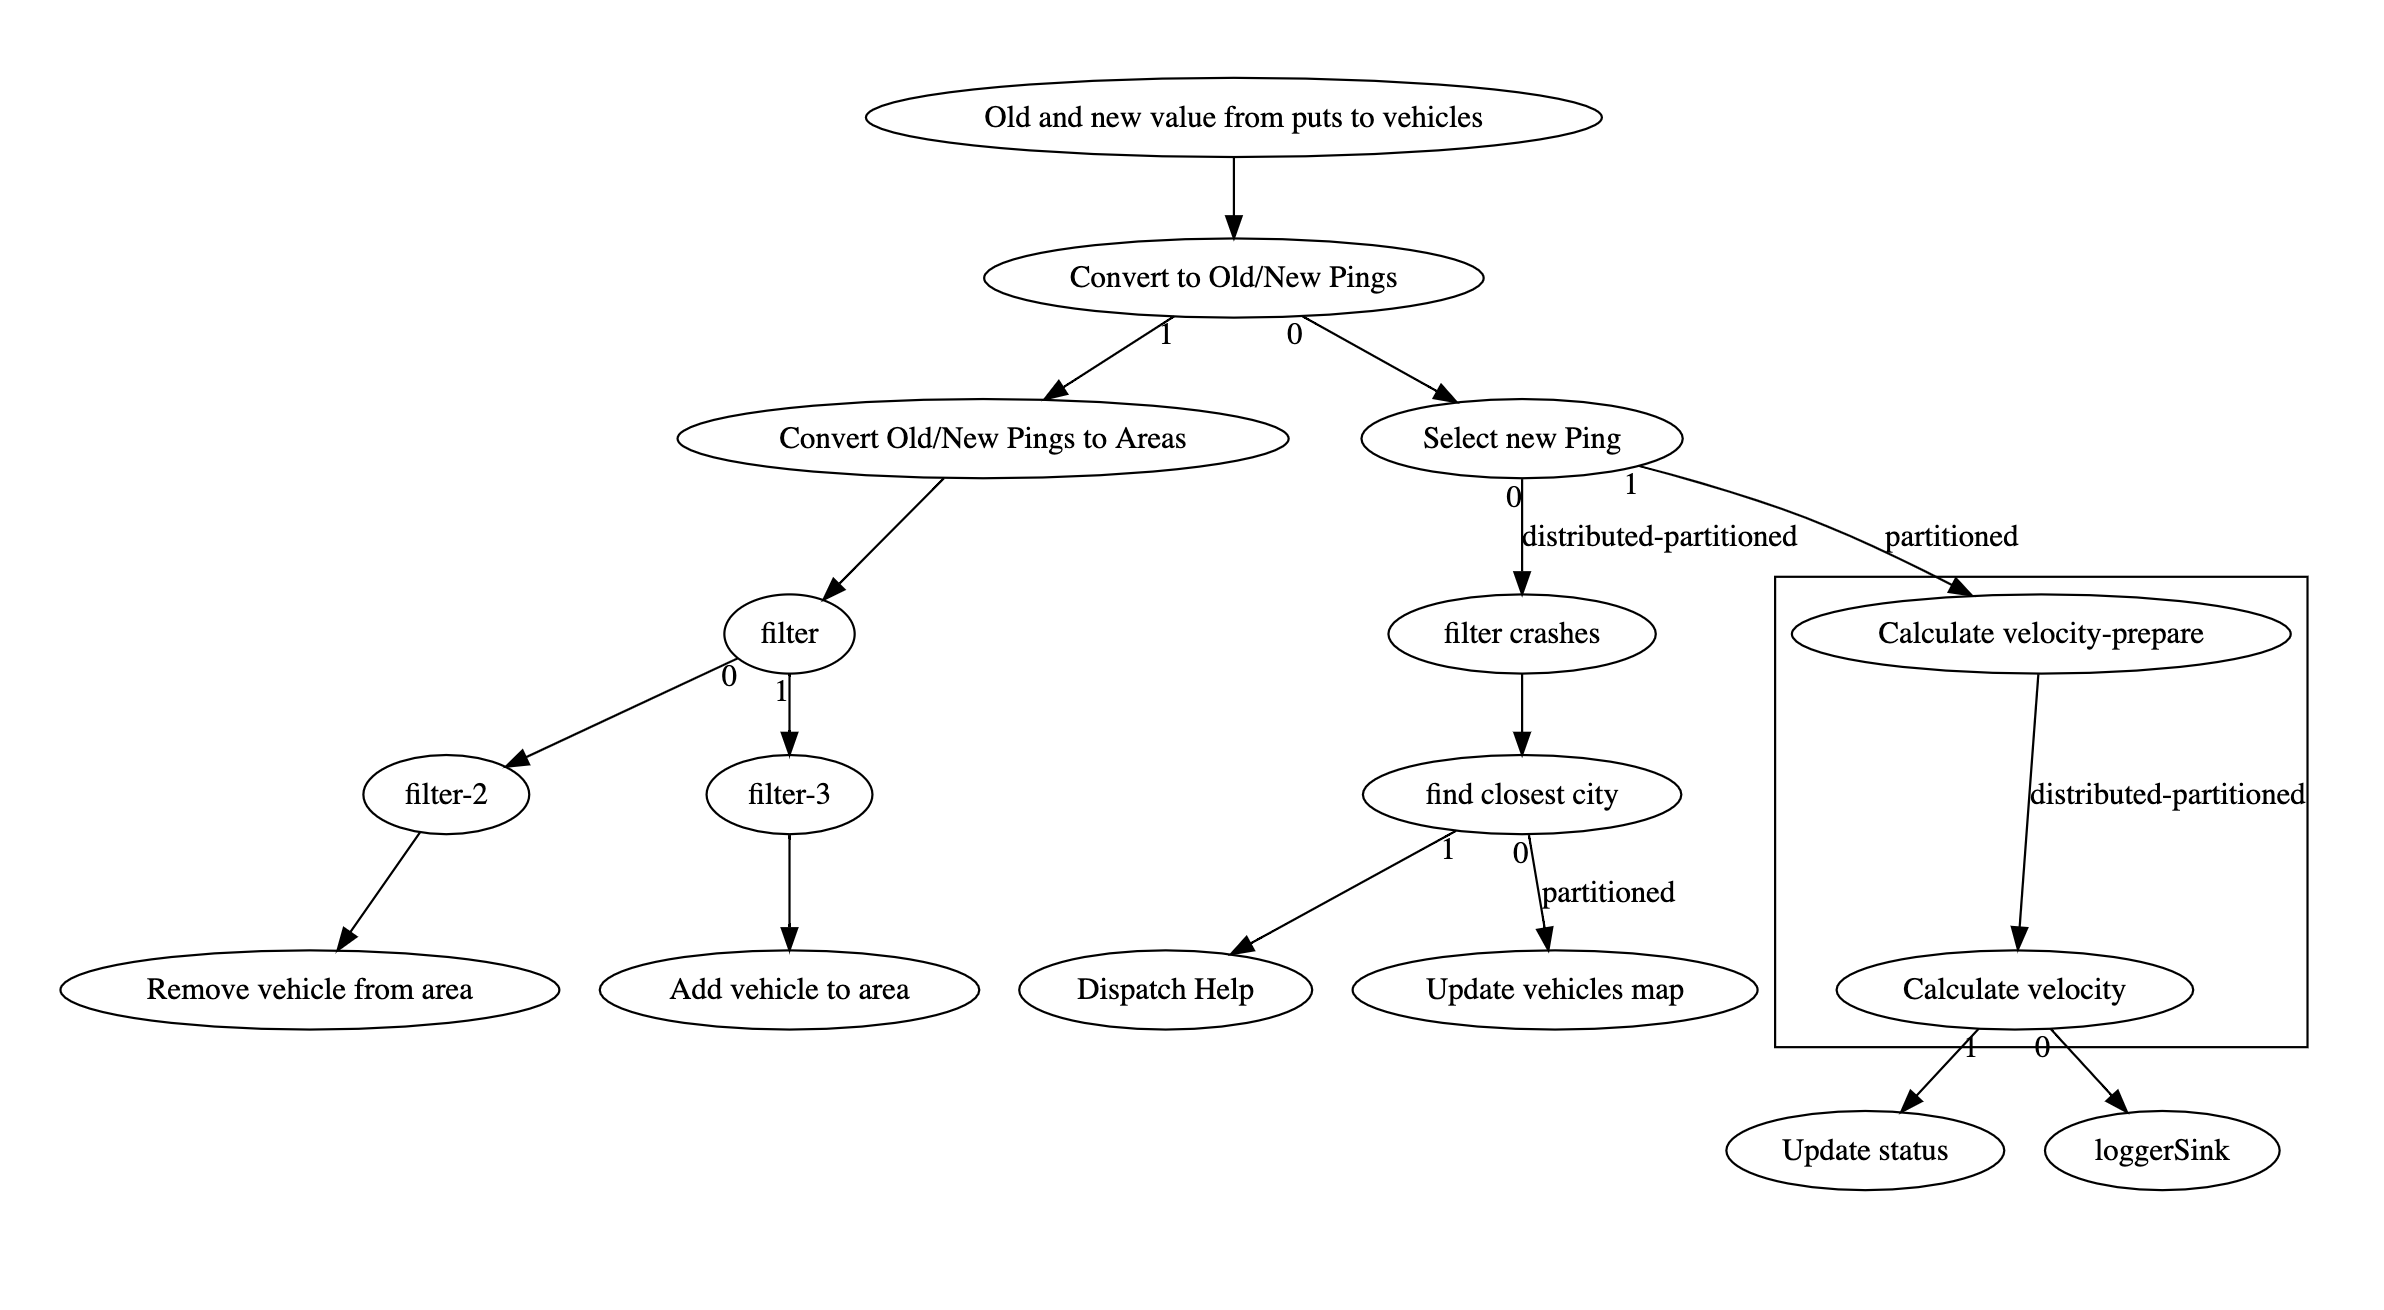 Old and new value from puts to vehicles
Convert to Old/New Pings
1
0
Convert Old/New Pings to Areas
Select new Ping
0
1
distributed-partitioned
partitioned
filter
filter crashes
Calculate velocity-prepare
0
1
filter-2
filter-3
find closest city
distributed-partitioned
1
0
partitioned
Remove vehicle from area
Add vehicle to area
Dispatch Help
Update vehicles map
Calculate velocity
1
0
Update status
loggerSink